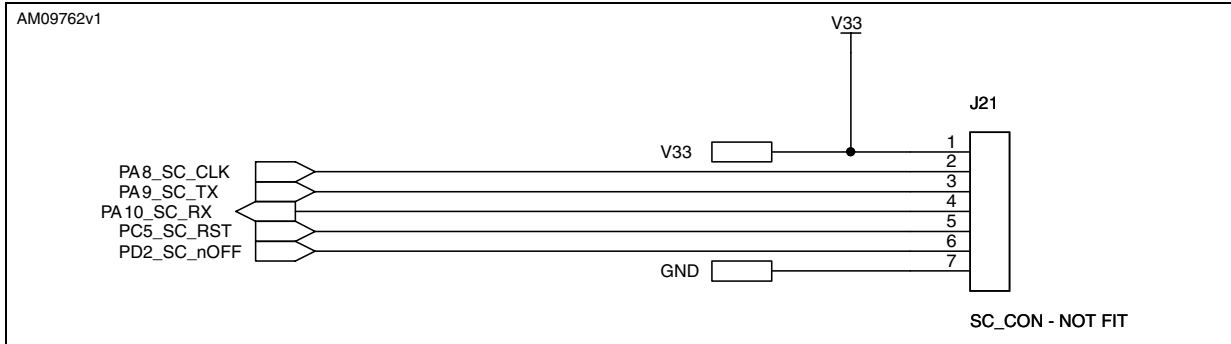 AM09762v1
V33
J21
V33
1
PA8_SC_CLK
2
PA9_SC_TX
3
PA10_SC_RX
4
PC5_SC_RST
5
PD2_SC_nOFF
6
GND
7
SC_CON - NOT FIT